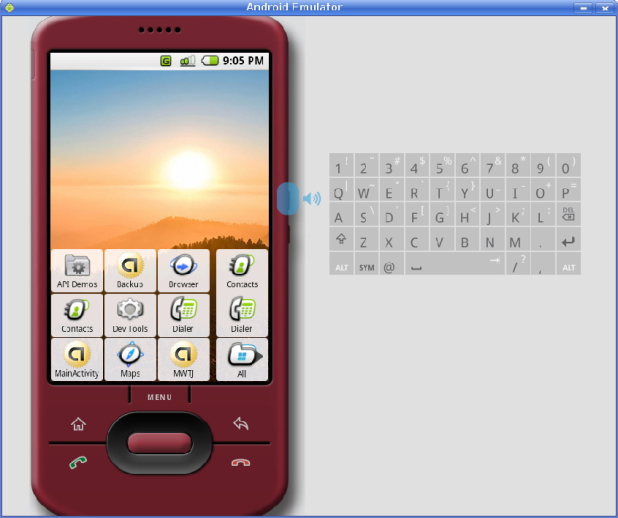 Android Emulator
G 9:05 PM
API Demos Backup Browser Contacts
Contacts Dev Tools Dialer Dialer
MainActivity Maps MWTJ All
MENU
1 ! 2 3 # 4 $ 5 % 6 ^ 7 & 8 * 9 ( 0 )
Q W E R T { Y } U _ I - O + P =
A S \ D F [ G ] H < J > K ; L : DEL
Z X C V B N M .
ALT SYM @ / ? , ALT